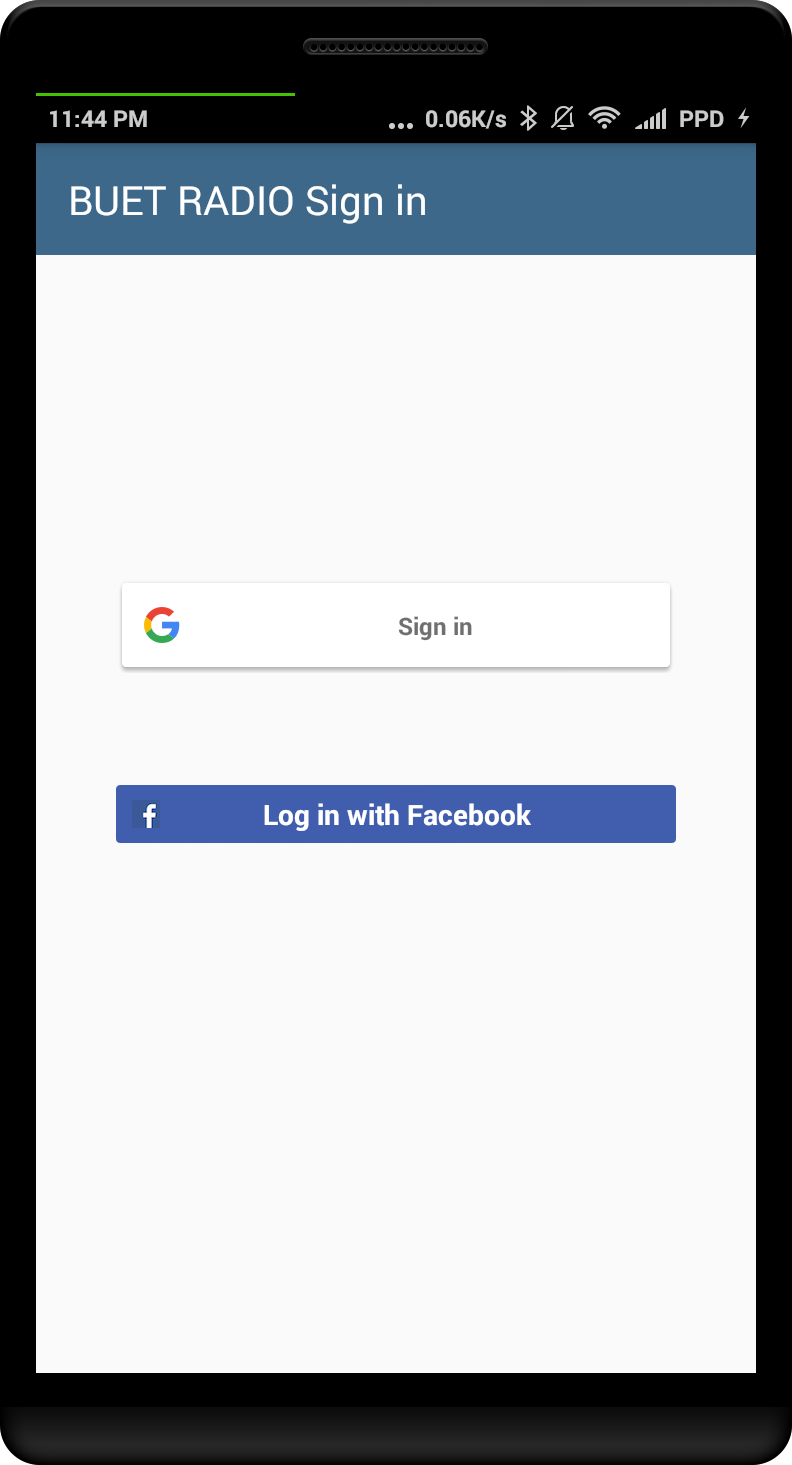 11:44 PM ... 0.06K/s PPD
BUET RADIO Sign in
Sign in
Log in with Facebook